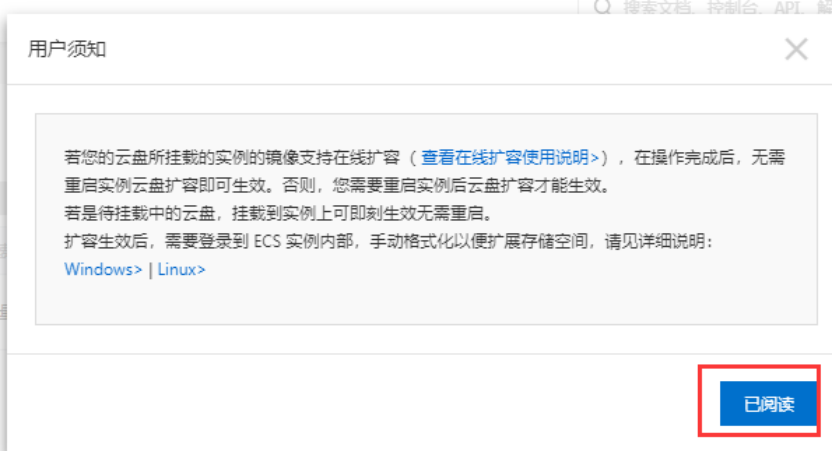 搜索文档、控制台、API、解
用户须知
若您的云盘所挂载的实例的镜像支持在线扩容（ 查看在线扩容使用说明>），在操作完成后，无需
重启实例云盘扩容即可生效。否则，您需要重启实例后云盘扩容才能生效。
若是待挂载中的云盘，挂载到实例上可即刻生效无需重启。
扩容生效后，需要登录到 ECS 实例内部，手动格式化以便扩展存储空间，请见详细说明：
Windows> | Linux>
已阅读